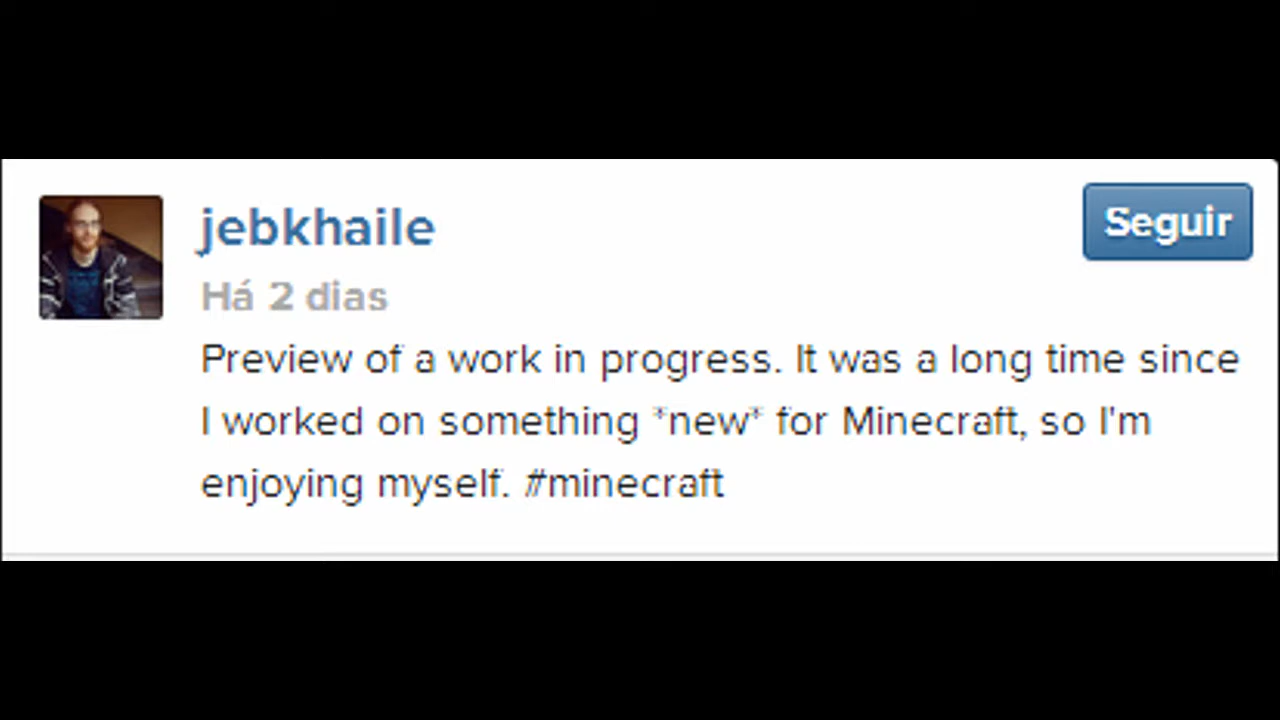 jebkhaile
Seguir
Há 2 dias
Preview of a work in progress. It was a long time since
I worked on something *new* for Minecraft, so I'm
enjoying myself. #minecraft